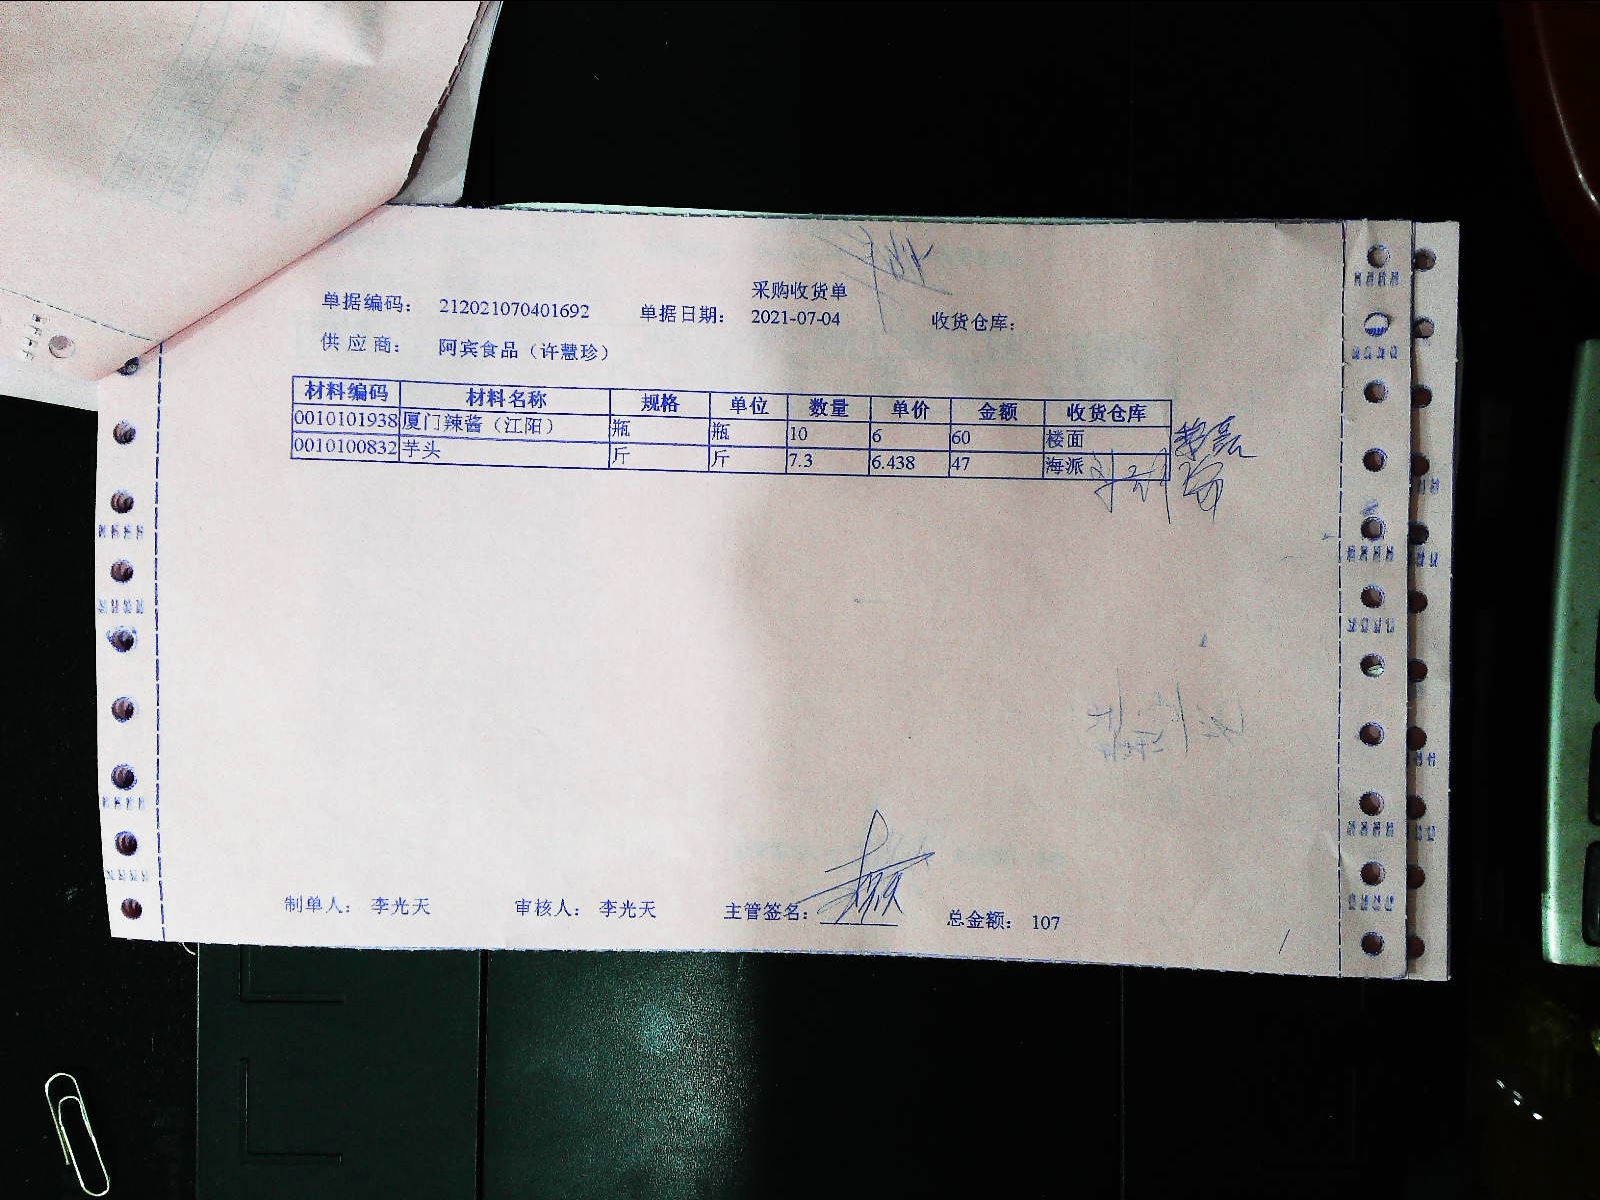 采购收货单
单据编码： 212021070401692 单据日期： 2021-07-04 收货仓库：
供应商： 阿宾食品（许慧珍）
材料编码 材料名称 规格 单位 数量 单价 金额 收货仓库
0010101938 厦门辣酱（江阳） 瓶 瓶 10 6 60 楼面
0010100832 芋头 斤 斤 7.3 6.438 47 海派
制单人： 李光天 审核人： 李光天 主管签名： 总金额： 107